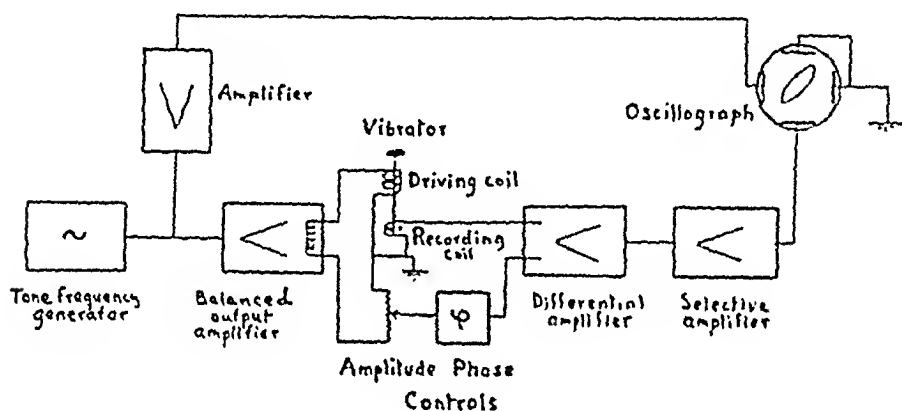 Amplifier
Oscillograph
Vibrator
Driving coil
Recording
coil
~
φ
Tone frequency
generator
Balanced
output
amplifier
Differential
amplifier
Selective
amplifier
Amplitude Phase
Controls